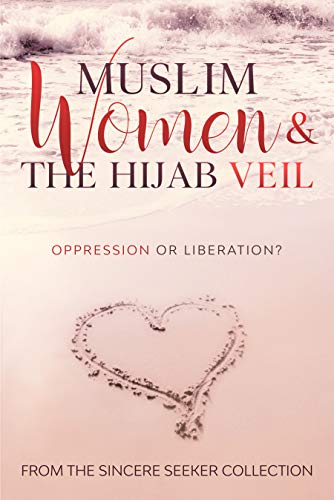 MUSLIM
Women &
THE HIJAB VEIL
OPPRESSION OR LIBERATION?
FROM THE SINCERE SEEKER COLLECTION